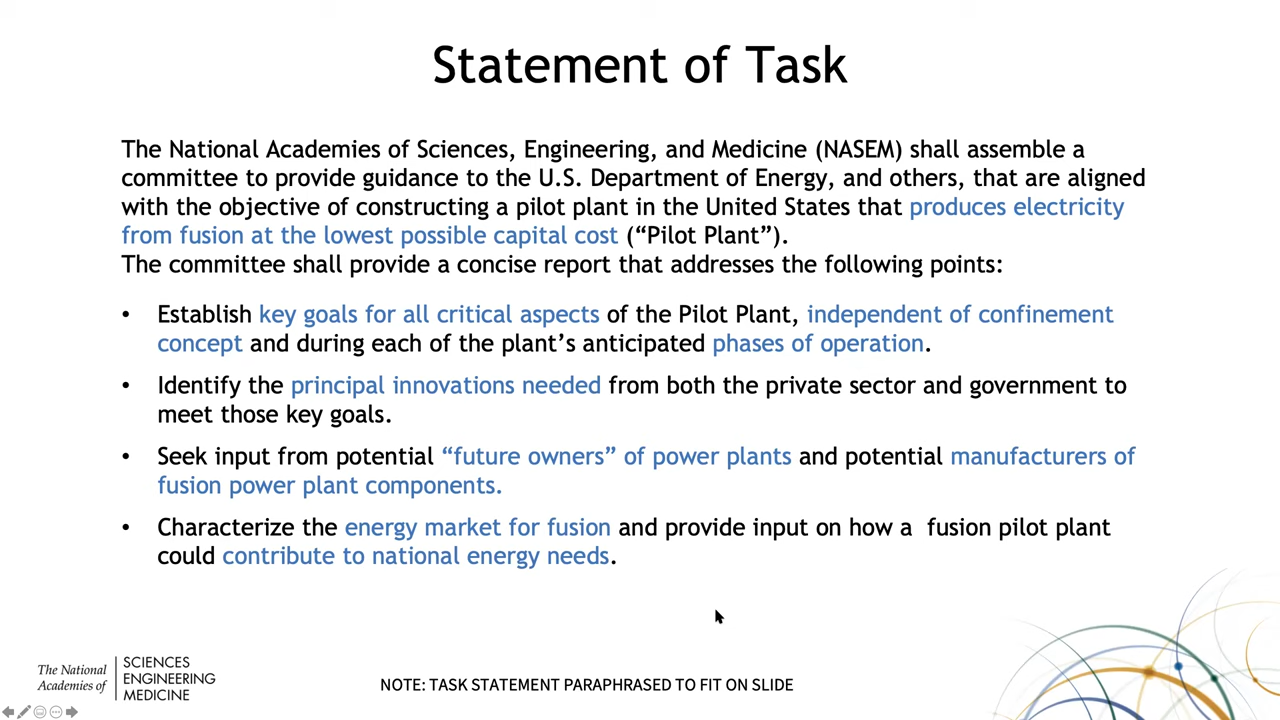 Statement of Task
The National Academies of Sciences, Engineering, and Medicine (NASEM) shall assemble a
committee to provide guidance to the U.S. Department of Energy, and others, that are aligned
with the objective of constructing a pilot plant in the United States that produces electricity
from fusion at the lowest possible capital cost (“Pilot Plant”).
The committee shall provide a concise report that addresses the following points:
• Establish key goals for all critical aspects of the Pilot Plant, independent of confinement
concept and during each of the plant’s anticipated phases of operation.
• Identify the principal innovations needed from both the private sector and government to
meet those key goals.
• Seek input from potential “future owners” of power plants and potential manufacturers of
fusion power plant components.
• Characterize the energy market for fusion and provide input on how a  fusion pilot plant
could contribute to national energy needs.
The National
Academies of
SCIENCES
ENGINEERING
MEDICINE
NOTE: TASK STATEMENT PARAPHRASED TO FIT ON SLIDE